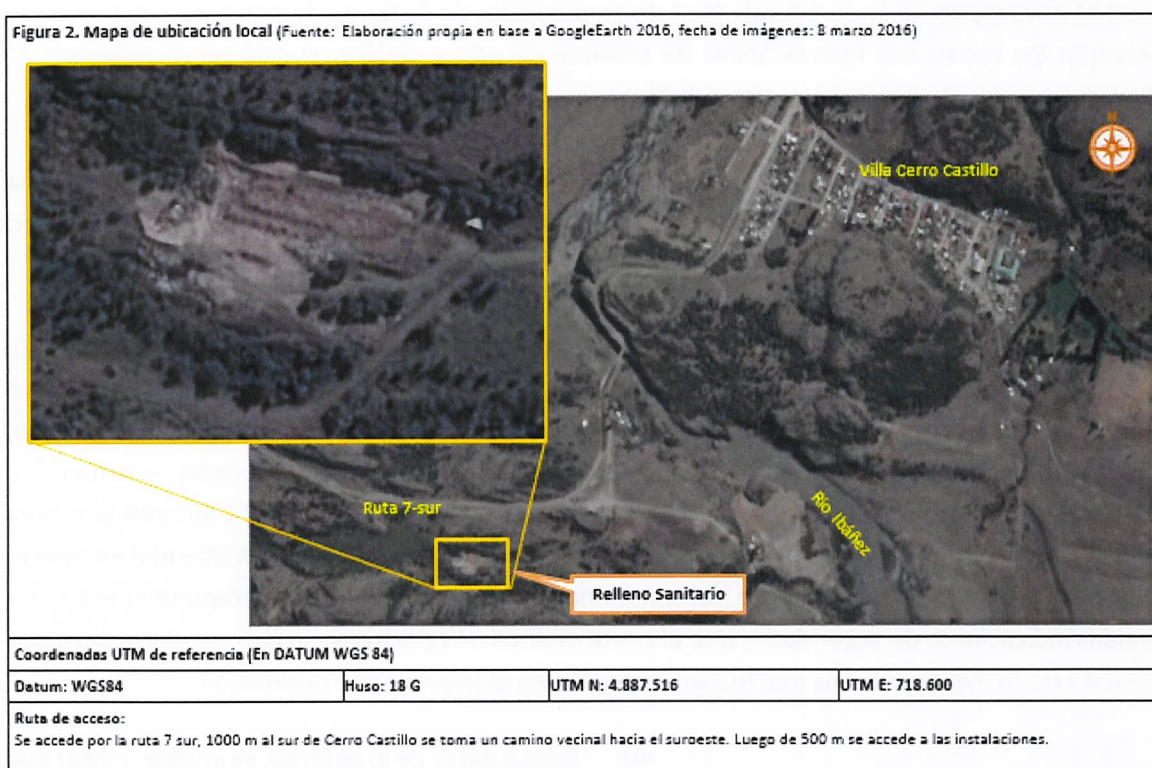 Figura 2. Mapa de ubicación local (Fuente: Elaboración propia en base a GoogleEarth 2016, fecha de imágenes: 8 marzo 2016)
N
Villa Cerro Castillo
Ruta 7-sur
Río Ibáñez
Relleno Sanitario
Coordenadas UTM de referencia (En DATUM WGS 84)
Datum: WGS84 Huso: 18 G UTM N: 4.887.516 UTM E: 718.600
Ruta de acceso:
Se accede por la ruta 7 sur, 1000 m al sur de Cerro Castillo se toma un camino vecinal hacia el suroeste. Luego de 500 m se accede a las instalaciones.